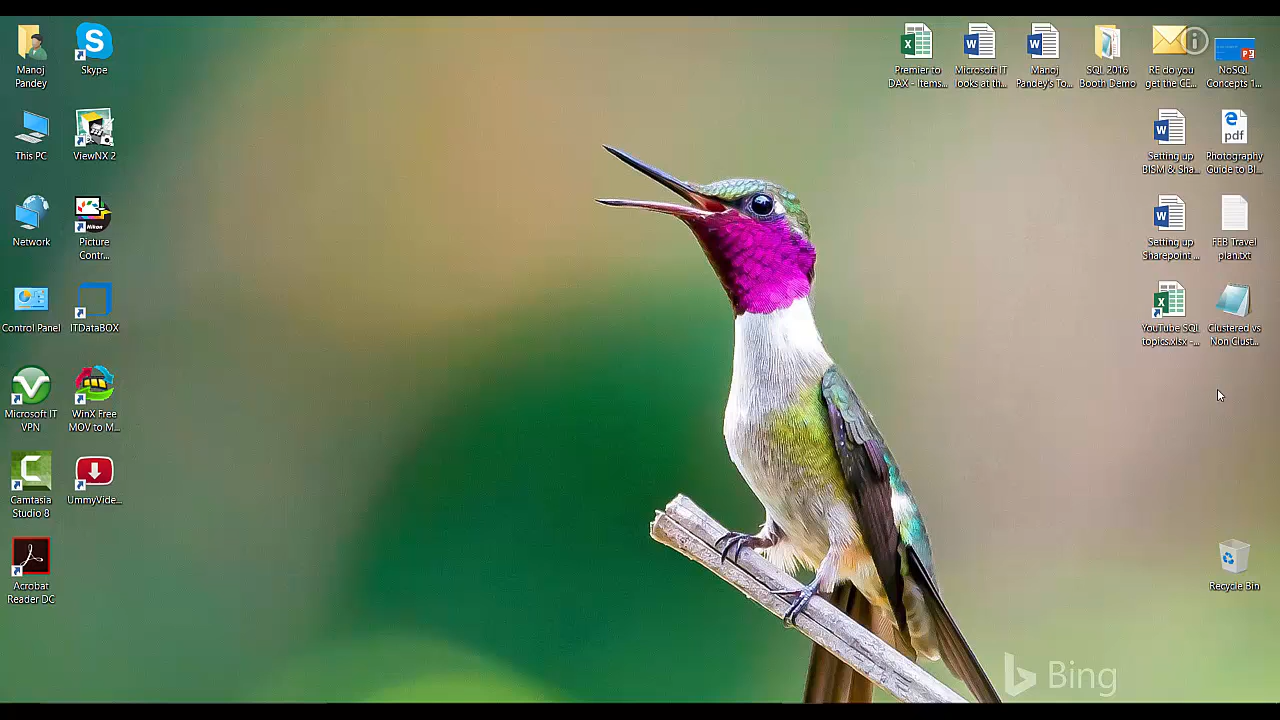 Manoj
Pandey
Skype
This PC
ViewNX 2
Network
Picture
Contr...
Control Panel
ITDataBOX
Microsoft IT
VPN
WinX Free
MOV to M...
Camtasia
Studio 8
UmmyVide...
Acrobat
Reader DC
Premier to
DAX - Items...
Microsoft IT
looks at th...
Manoj
Pandey's To...
SQL 2016
Booth Demo
RE do you
get the CE...
NoSQL
Concepts 1...
Setting up
BISM & Sha...
pdf
Photography
Guide to BI...
Setting up
Sharepoint ...
FEB Travel
plan.txt
YouTube SQL
topics.xlsx -...
Clustered vs
Non Clust...
Recycle Bin
Bing